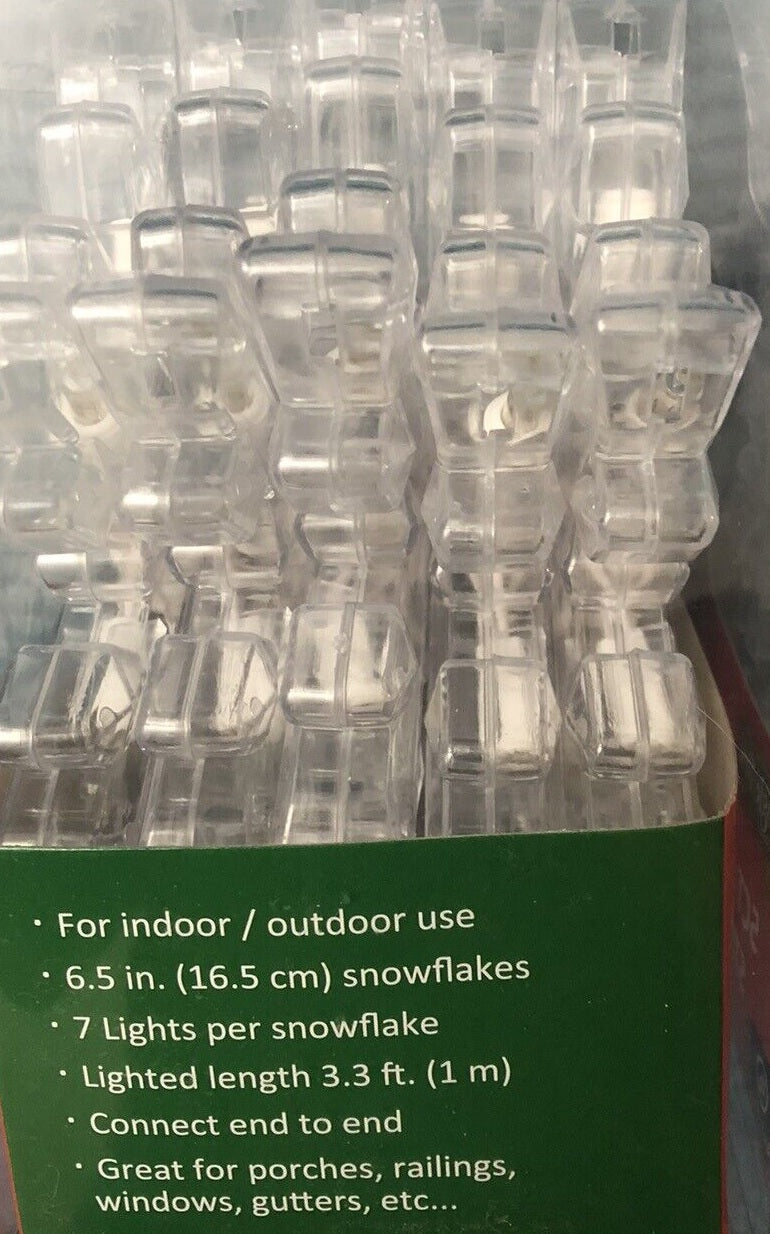 · For indoor / outdoor use
· 6.5 in. (16.5 cm) snowflakes
· 7 Lights per snowflake
· Lighted length 3.3 ft. (1 m)
· Connect end to end
· Great for porches, railings,
windows, gutters, etc...